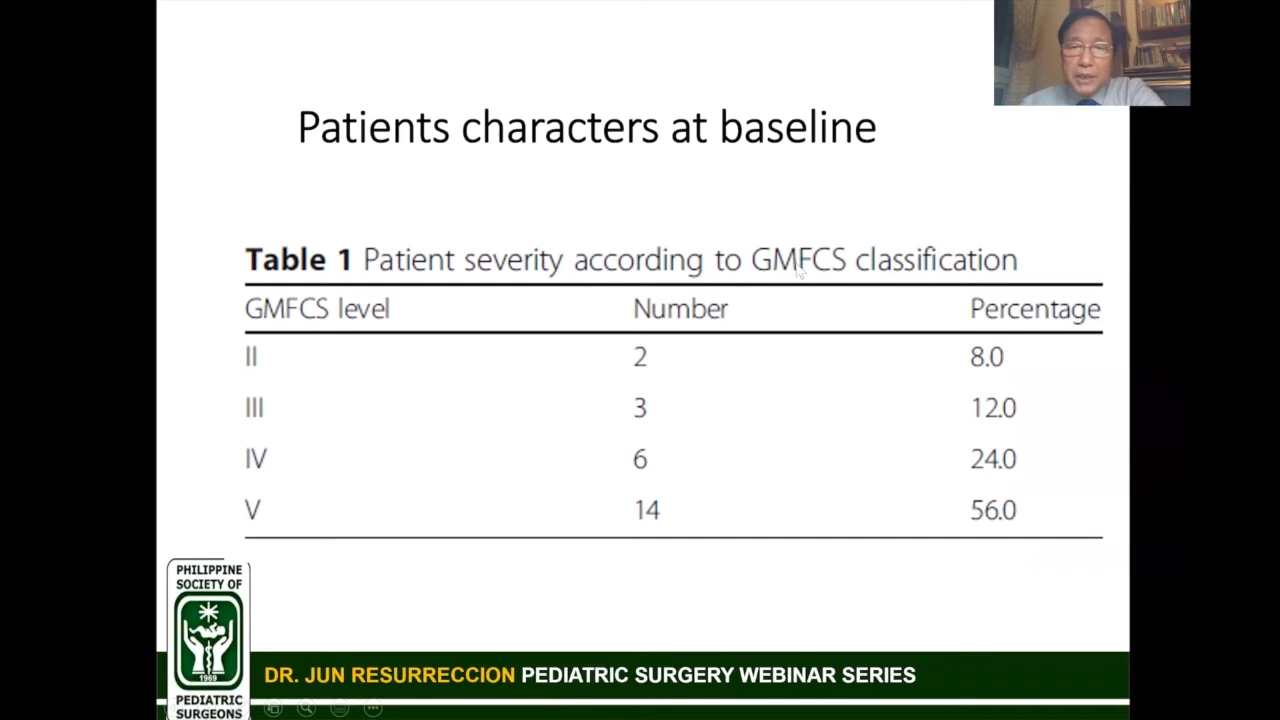 Patients characters at baseline
Table 1 Patient severity according to GMFCS classification
GMFCS level Number Percentage
II 2 8.0
III 3 12.0
IV 6 24.0
V 14 56.0
PHILIPPINE
SOCIETY OF
1969
PEDIATRIC
SURGEONS
DR. JUN RESURRECCION PEDIATRIC SURGERY WEBINAR SERIES